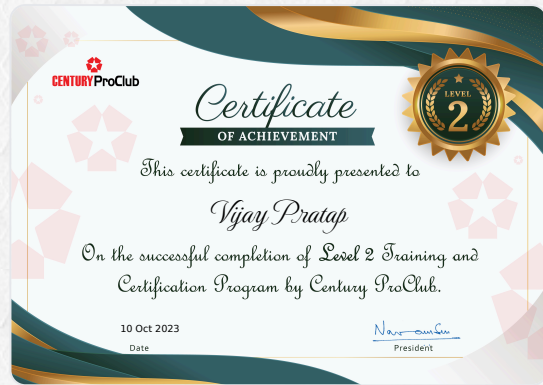 CENTURY ProClub
Certificate
OF ACHIEVEMENT
LEVEL
2
This certificate is proudly presented to
Vijay Pratap
On the successful completion of Level 2 Training and
Certification Program by Century ProClub.
10 Oct 2023
Date
President